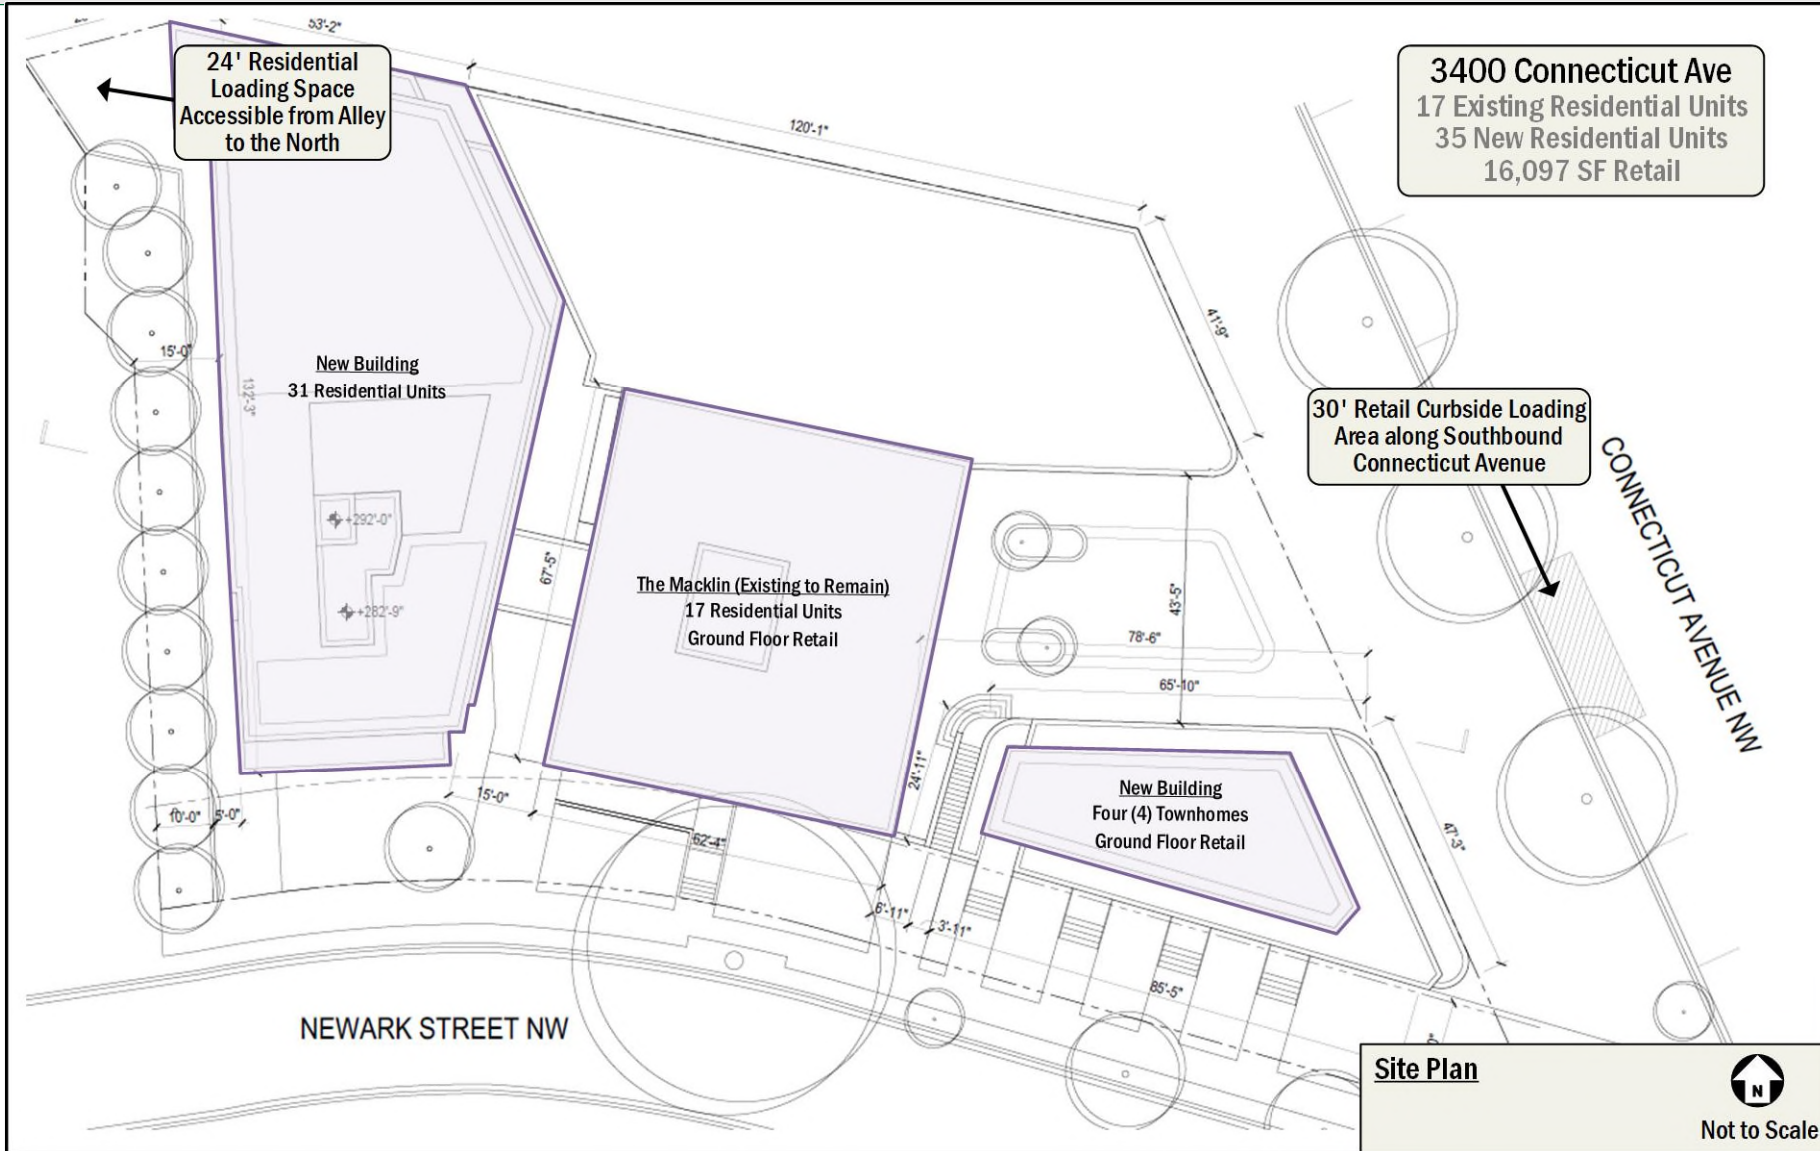 53'-2"
24' Residential
Loading Space
Accessible from Alley
to the North
120'-1"
3400 Connecticut Ave
17 Existing Residential Units
35 New Residential Units
16,097 SF Retail
41'-9"
15'-0"
132'-3"
New Building
31 Residential Units
30' Retail Curbside Loading
Area along Southbound
Connecticut Avenue
CONNECTICUT AVENUE NW
+292'-0"
+282'-9"
67'-5"
The Macklin (Existing to Remain)
17 Residential Units
Ground Floor Retail
43'-5"
78'-6"
65'-10"
24'-11"
New Building
Four (4) Townhomes
Ground Floor Retail
47'-3"
15'-0"
10'-0"
5'-0"
62'-4"
6'-11"
3'-11"
85'-5"
NEWARK STREET NW
Site Plan
N
Not to Scale